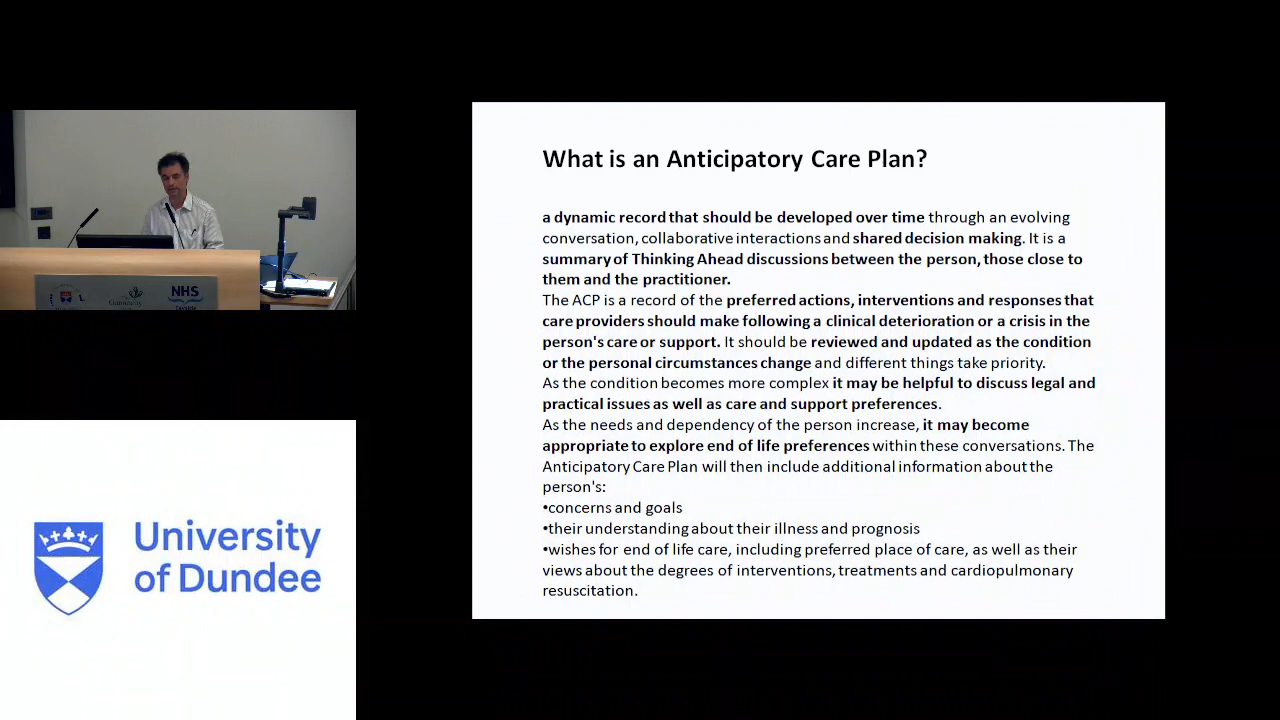 What is an Anticipatory Care Plan?
a dynamic record that should be developed over time through an evolving
conversation, collaborative interactions and shared decision making. It is a
summary of Thinking Ahead discussions between the person, those close to
them and the practitioner.
The ACP is a record of the preferred actions, interventions and responses that
care providers should make following a clinical deterioration or a crisis in the
person's care or support. It should be reviewed and updated as the condition
or the personal circumstances change and different things take priority.
As the condition becomes more complex it may be helpful to discuss legal and
practical issues as well as care and support preferences.
As the needs and dependency of the person increase, it may become
appropriate to explore end of life preferences within these conversations. The
Anticipatory Care Plan will then include additional information about the
person's:
•concerns and goals
•their understanding about their illness and prognosis
•wishes for end of life care, including preferred place of care, as well as their
views about the degrees of interventions, treatments and cardiopulmonary
resuscitation.
NHS
University
of Dundee